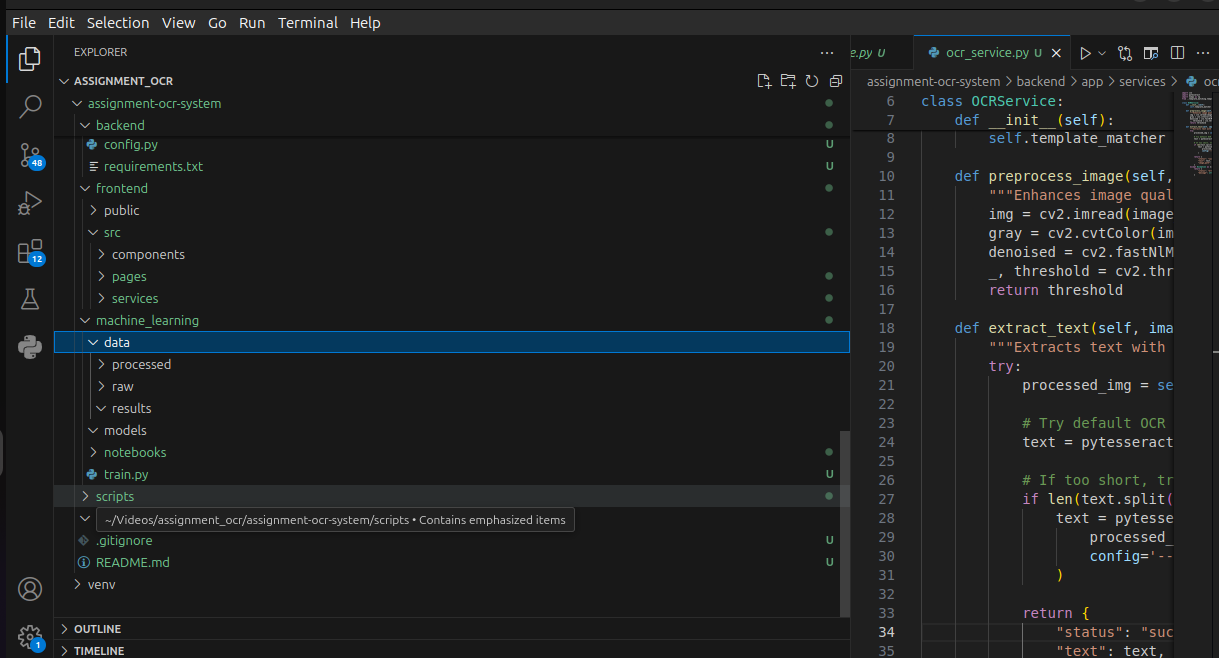 File Edit Selection View Go Run Terminal Help
EXPLORER
ASSIGNMENT_OCR
assignment-ocr-system
backend
config.py U
requirements.txt U
frontend
public
src
components
pages
services
machine_learning
data
processed
raw
results
models
notebooks
train.py U
scripts
~/Videos/assignment_ocr/assignment-ocr-system/scripts • Contains emphasized items
.gitignore U
README.md U
venv
OUTLINE
TIMELINE
48
12
1
e.py U
ocr_service.py U
assignment-ocr-system > backend > app > services > oc
6 class OCRService:
7 def __init__(self):
8 self.template_matcher
9
10 def preprocess_image(self,
11 """Enhances image qual
12 img = cv2.imread(image
13 gray = cv2.cvtColor(im
14 denoised = cv2.fastNlM
15 _, threshold = cv2.thr
16 return threshold
17
18 def extract_text(self, ima
19 """Extracts text with
20 try:
21 processed_img = se
22
23 # Try default OCR
24 text = pytesseract
25
26 # If too short, tr
27 if len(text.split(
28 text = pytesse
29 processed_
30 config='--
31 )
32
33 return {
34 "status": "suc
35 "text": text,